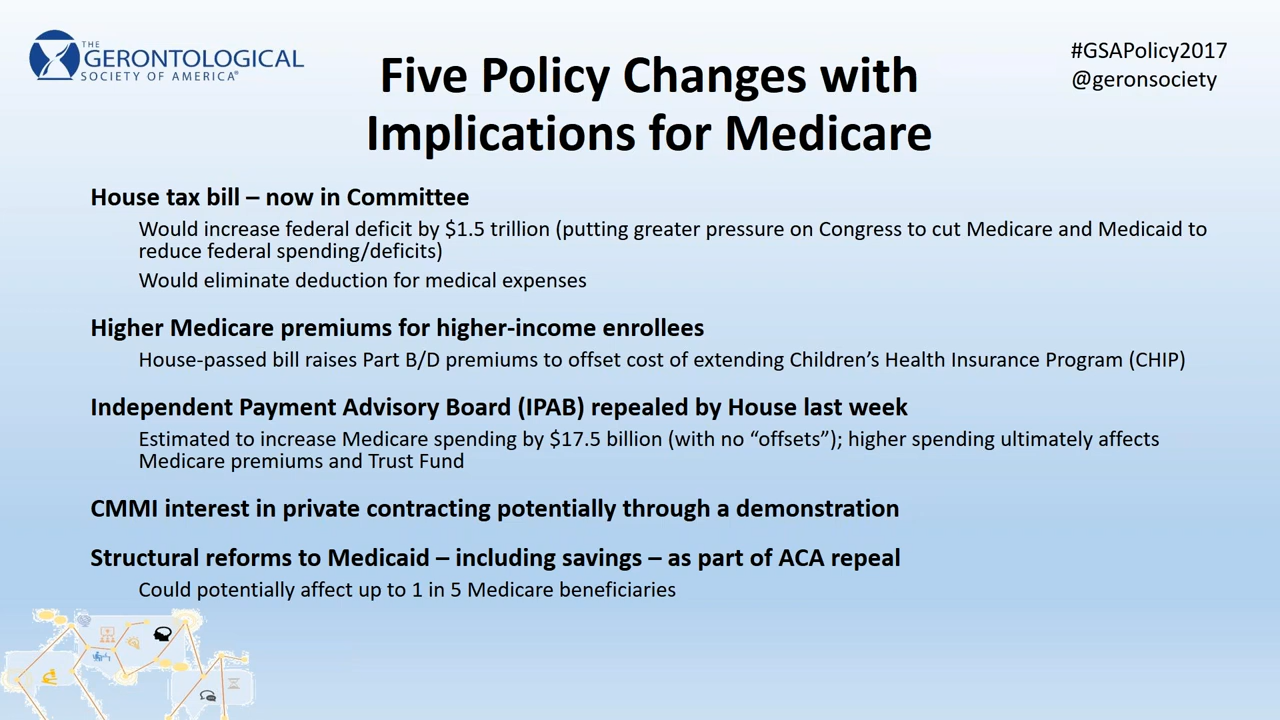 THE
GERONTOLOGICAL
SOCIETY OF AMERICA®
#GSAPolicy2017
@geronsociety
Five Policy Changes with
Implications for Medicare
House tax bill – now in Committee
Would increase federal deficit by $1.5 trillion (putting greater pressure on Congress to cut Medicare and Medicaid to
reduce federal spending/deficits)
Would eliminate deduction for medical expenses
Higher Medicare premiums for higher-income enrollees
House-passed bill raises Part B/D premiums to offset cost of extending Children’s Health Insurance Program (CHIP)
Independent Payment Advisory Board (IPAB) repealed by House last week
Estimated to increase Medicare spending by $17.5 billion (with no “offsets”); higher spending ultimately affects
Medicare premiums and Trust Fund
CMMI interest in private contracting potentially through a demonstration
Structural reforms to Medicaid – including savings – as part of ACA repeal
Could potentially affect up to 1 in 5 Medicare beneficiaries